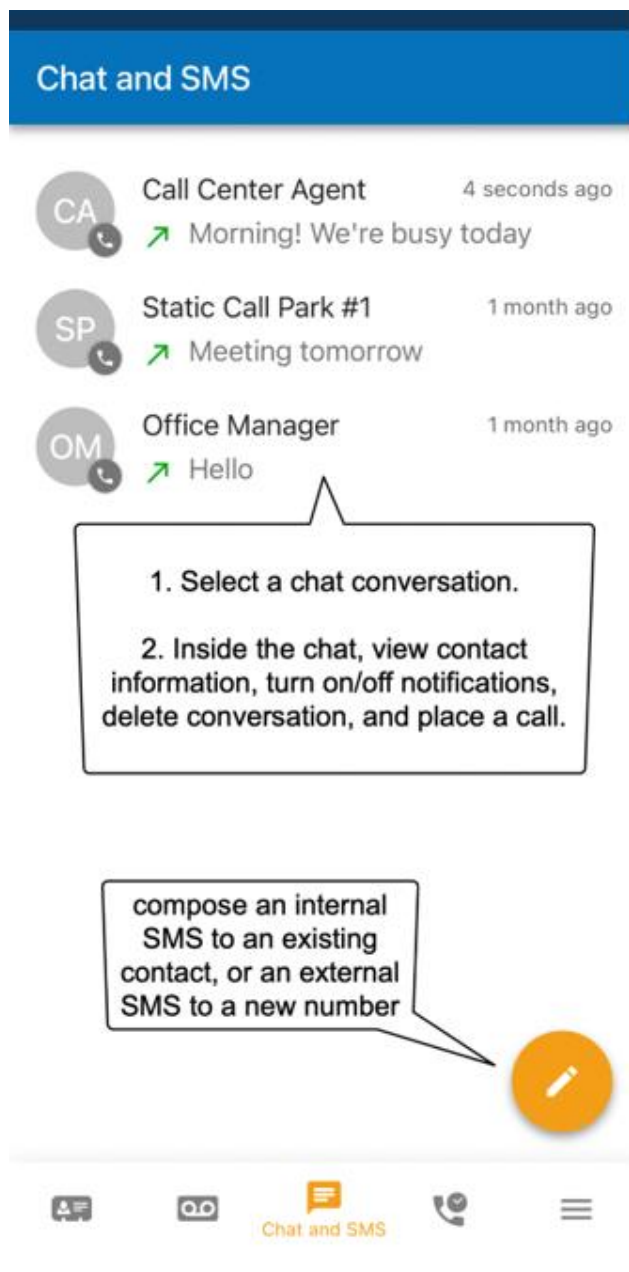 Chat and SMS
CA
Call Center Agent 4 seconds ago
Morning! We're busy today
SP
Static Call Park #1 1 month ago
Meeting tomorrow
OM
Office Manager 1 month ago
Hello
1. Select a chat conversation.
2. Inside the chat, view contact
information, turn on/off notifications,
delete conversation, and place a call.
compose an internal
SMS to an existing
contact, or an external
SMS to a new number
Chat and SMS